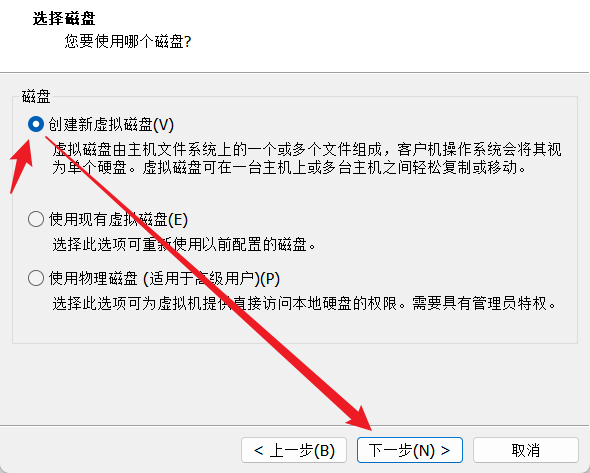 选择磁盘
您要使用哪个磁盘?
磁盘
创建新虚拟磁盘(V)
虚拟磁盘由主机文件系统上的一个或多个文件组成，客户机操作系统会将其视
为单个硬盘。虚拟磁盘可在一台主机上或多台主机之间轻松复制或移动。
使用现有虚拟磁盘(E)
选择此选项可重新使用以前配置的磁盘。
使用物理磁盘 (适用于高级用户)(P)
选择此选项可为虚拟机提供直接访问本地硬盘的权限。需要具有管理员特权。
< 上一步(B)
下一步(N) >
取消